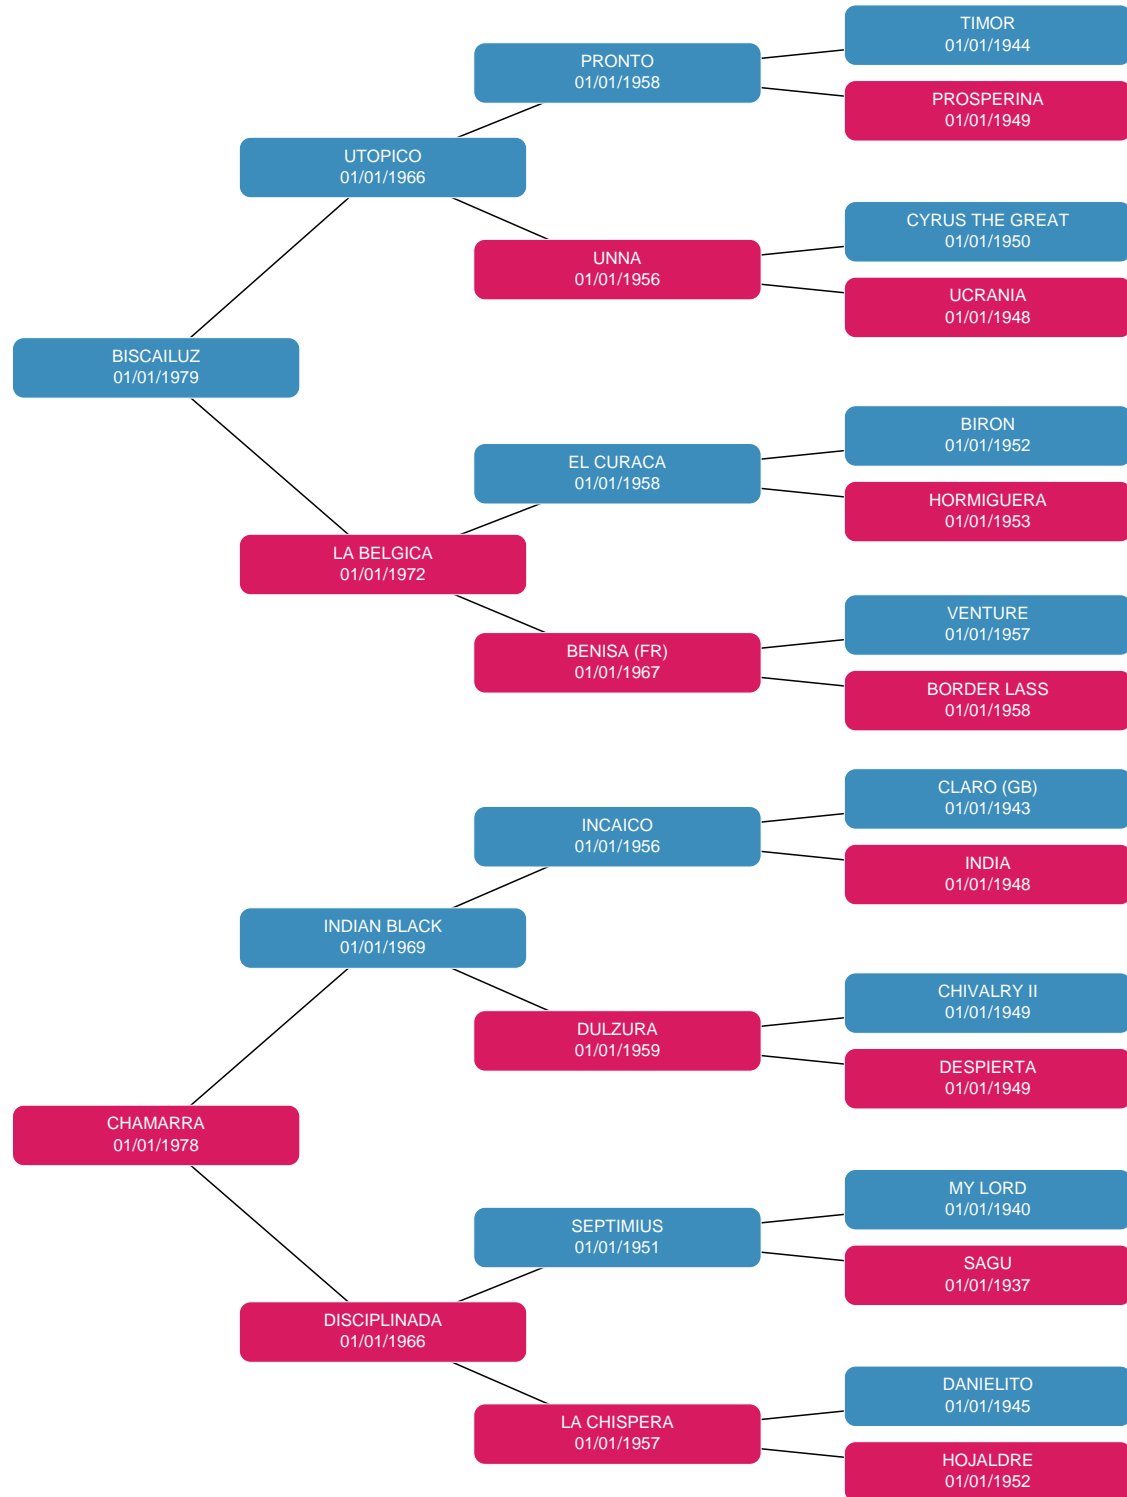 TIMOR
01/01/1944
PRONTO
01/01/1958
PROSPERINA
01/01/1949
UTOPICO
01/01/1966
CYRUS THE GREAT
01/01/1950
UNNA
01/01/1956
UCRANIA
01/01/1948
BISCAILUZ
01/01/1979
BIRON
01/01/1952
EL CURACA
01/01/1958
HORMIGUERA
01/01/1953
LA BELGICA
01/01/1972
VENTURE
01/01/1957
BENISA (FR)
01/01/1967
BORDER LASS
01/01/1958
CLARO (GB)
01/01/1943
INCAICO
01/01/1956
INDIA
01/01/1948
INDIAN BLACK
01/01/1969
CHIVALRY II
01/01/1949
DULZURA
01/01/1959
DESPIERTA
01/01/1949
CHAMARRA
01/01/1978
MY LORD
01/01/1940
SEPTIMIUS
01/01/1951
SAGU
01/01/1937
DISCIPLINADA
01/01/1966
DANIELITO
01/01/1945
LA CHISPERA
01/01/1957
HOJALDRE
01/01/1952